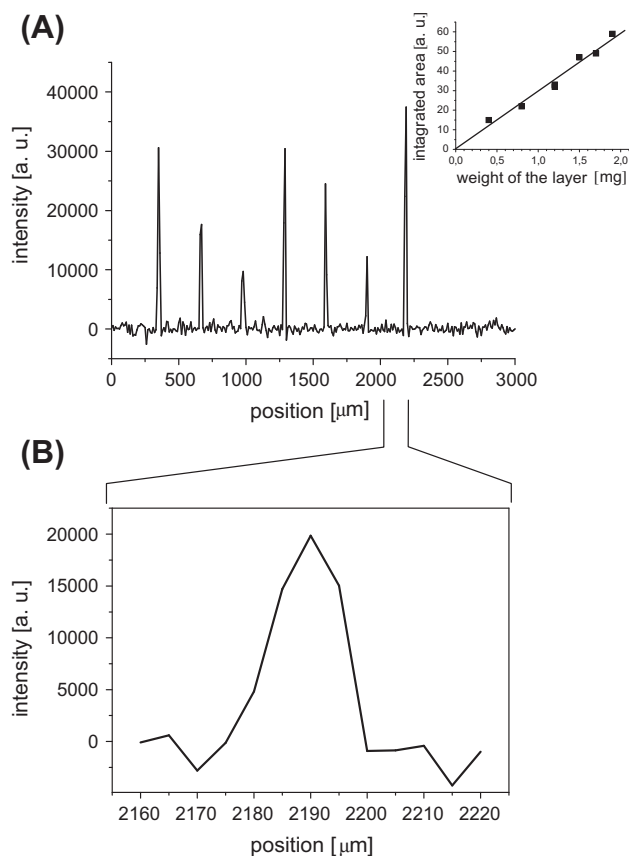 (A)
intensity [a. u.]
40000
30000
20000
10000
0
0 500 1000 1500 2000 2500 3000
position [μm]
intagrated area [a. u.]
60
50
40
30
20
10
0
0,0 0,5 1,0 1,5 2,0
weight of the layer [mg]
(B)
intensity [a. u.]
20000
15000
10000
5000
0
2160 2170 2180 2190 2200 2210 2220
position [μm]